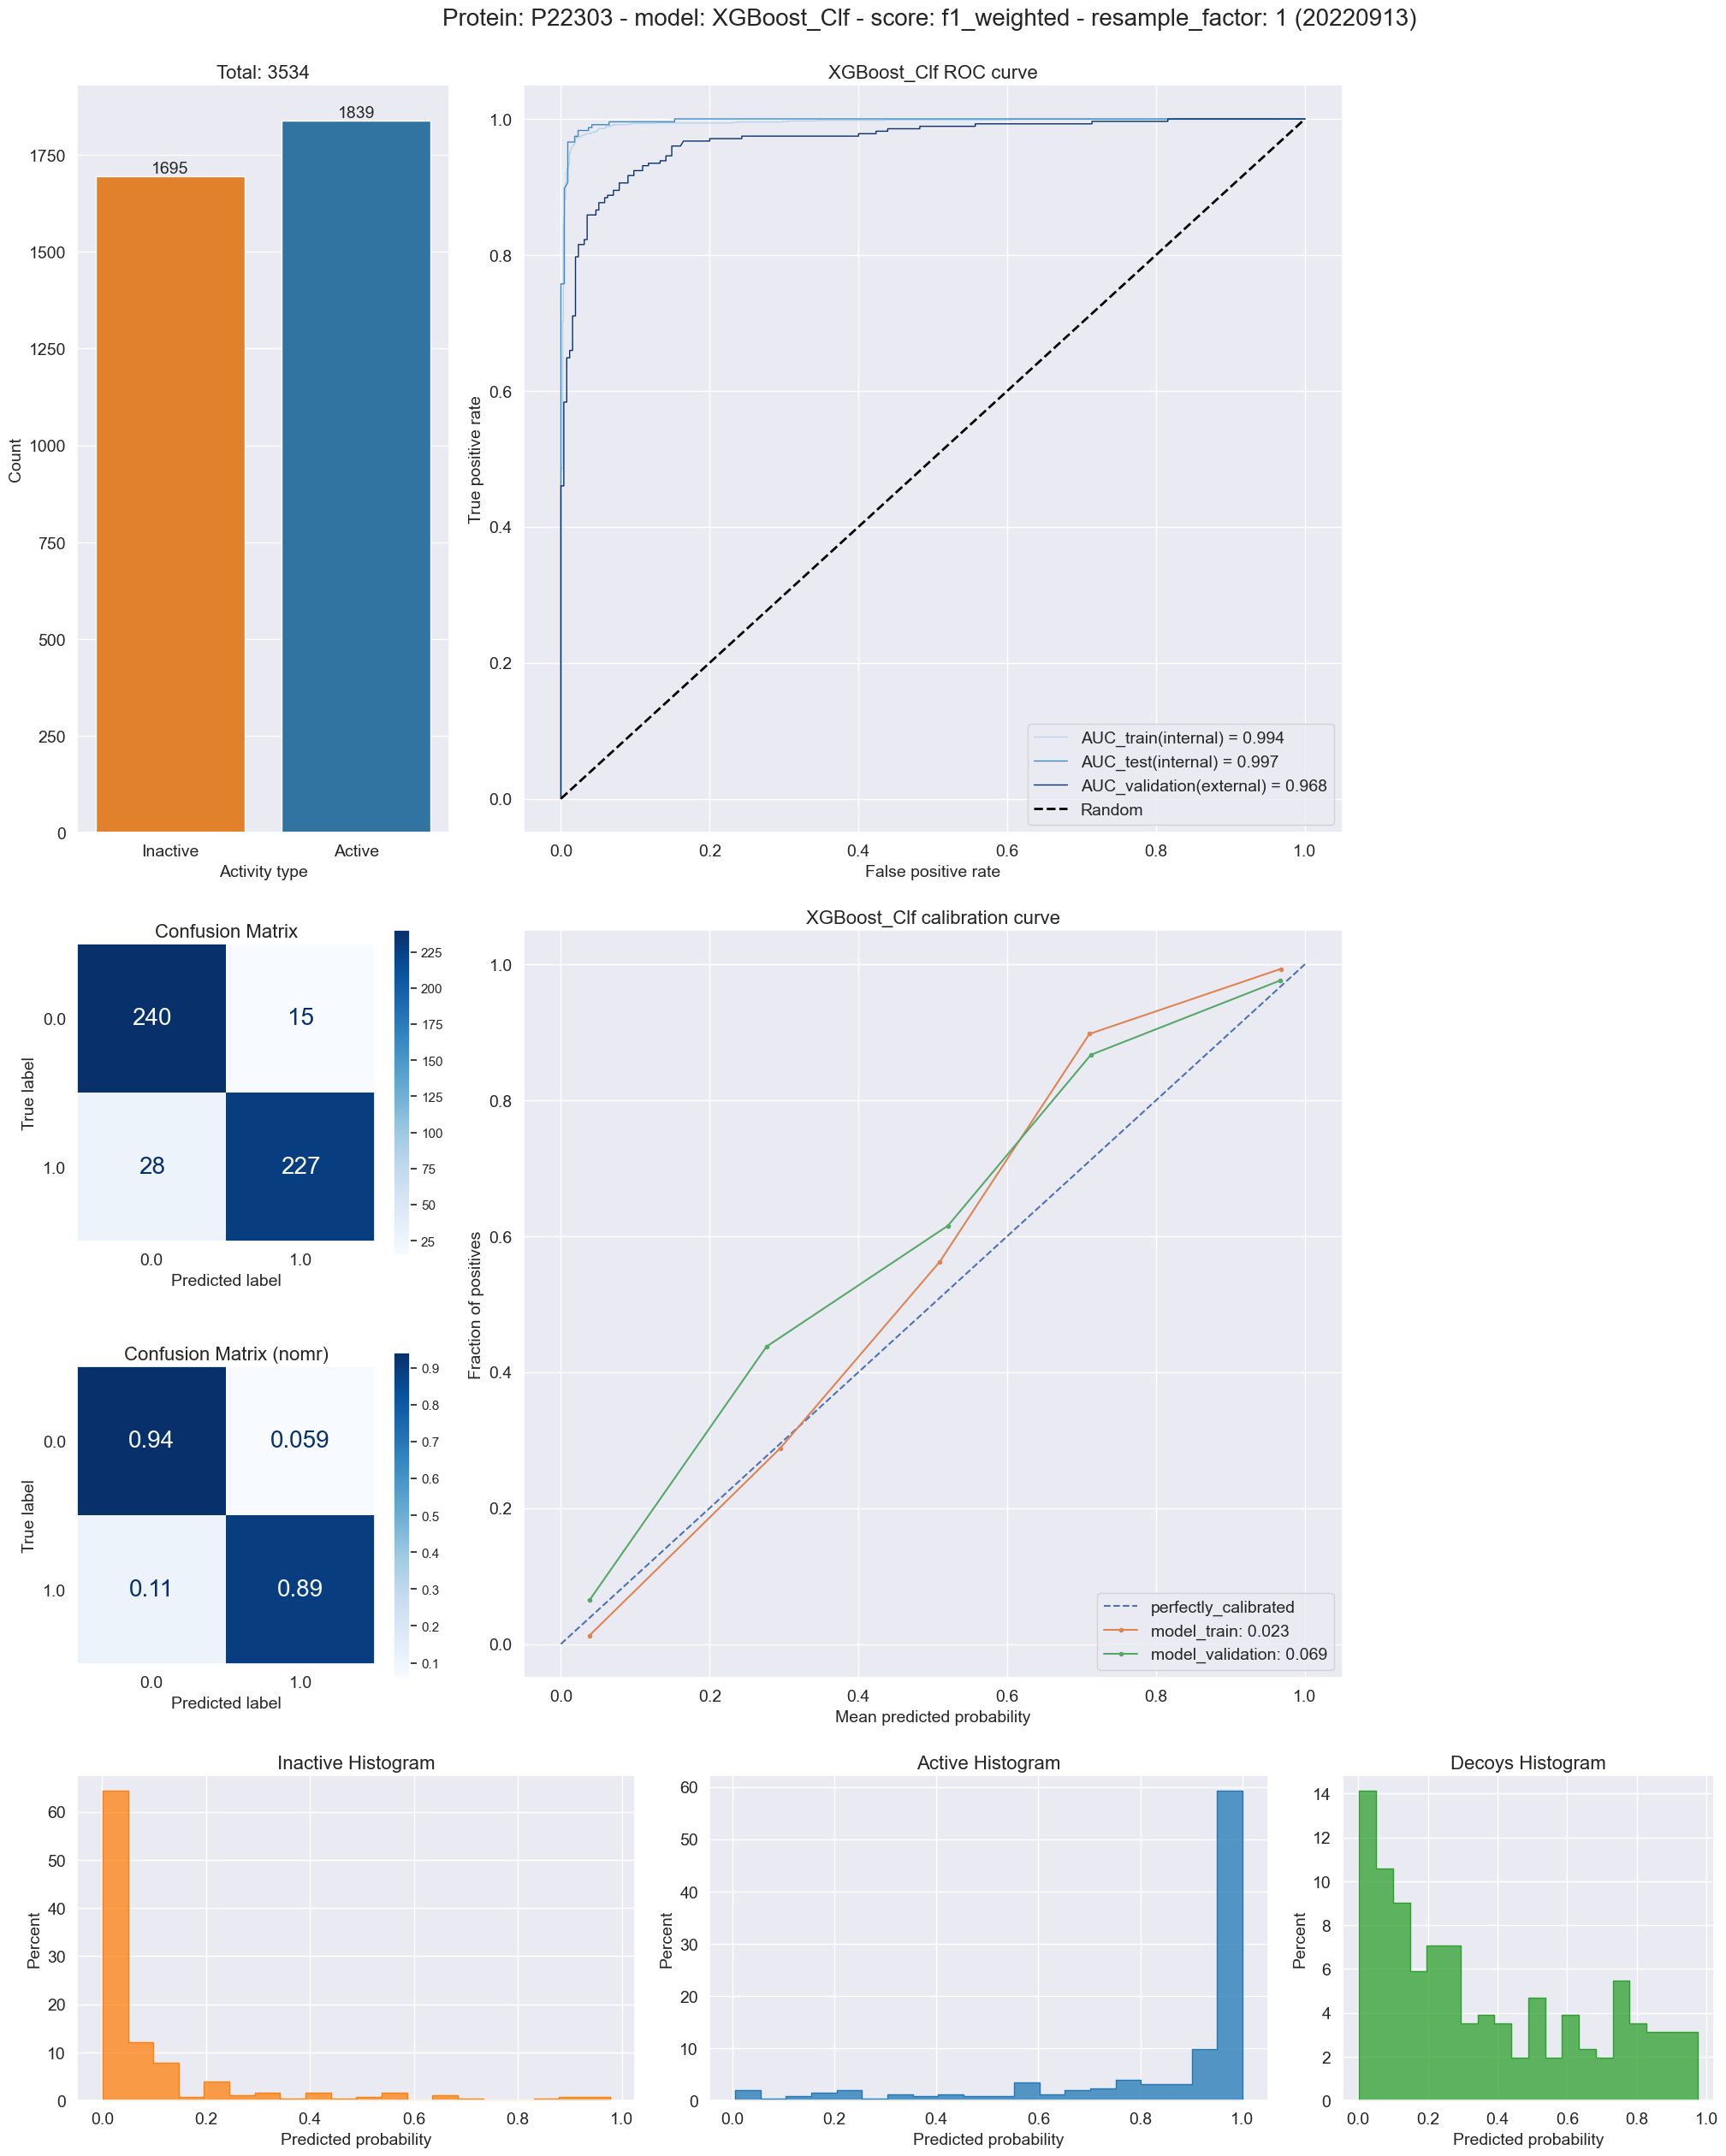 Protein: P22303 - model: XGBoost_Clf - score: f1_weighted - resample_factor: 1 (20220913)
Total: 3534
1839
1695
1750
1500
1250
1000
750
500
250
0
Count
Inactive Active
Activity type
XGBoost_Clf ROC curve
1.0
0.8
0.6
0.4
0.2
0.0
True positive rate
AUC_train(internal) = 0.994
AUC_test(internal) = 0.997
AUC_validation(external) = 0.968
Random
0.0 0.2 0.4 0.6 0.8 1.0
False positive rate
Confusion Matrix
240 15
28 227
0.0
1.0
True label
0.0 1.0
Predicted label
225
200
175
150
125
100
75
50
25
Confusion Matrix (nomr)
0.94 0.059
0.11 0.89
0.0
1.0
True label
0.0 1.0
Predicted label
0.9
0.8
0.7
0.6
0.5
0.4
0.3
0.2
0.1
XGBoost_Clf calibration curve
1.0
0.8
0.6
0.4
0.2
0.0
Fraction of positives
perfectly_calibrated
model_train: 0.023
model_validation: 0.069
0.0 0.2 0.4 0.6 0.8 1.0
Mean predicted probability
Inactive Histogram
60
50
40
30
20
10
0
Percent
0.0 0.2 0.4 0.6 0.8 1.0
Predicted probability
Active Histogram
60
50
40
30
20
10
0
Percent
0.0 0.2 0.4 0.6 0.8 1.0
Predicted probability
Decoys Histogram
14
12
10
8
6
4
2
0
Percent
0.0 0.2 0.4 0.6 0.8 1.0
Predicted probability